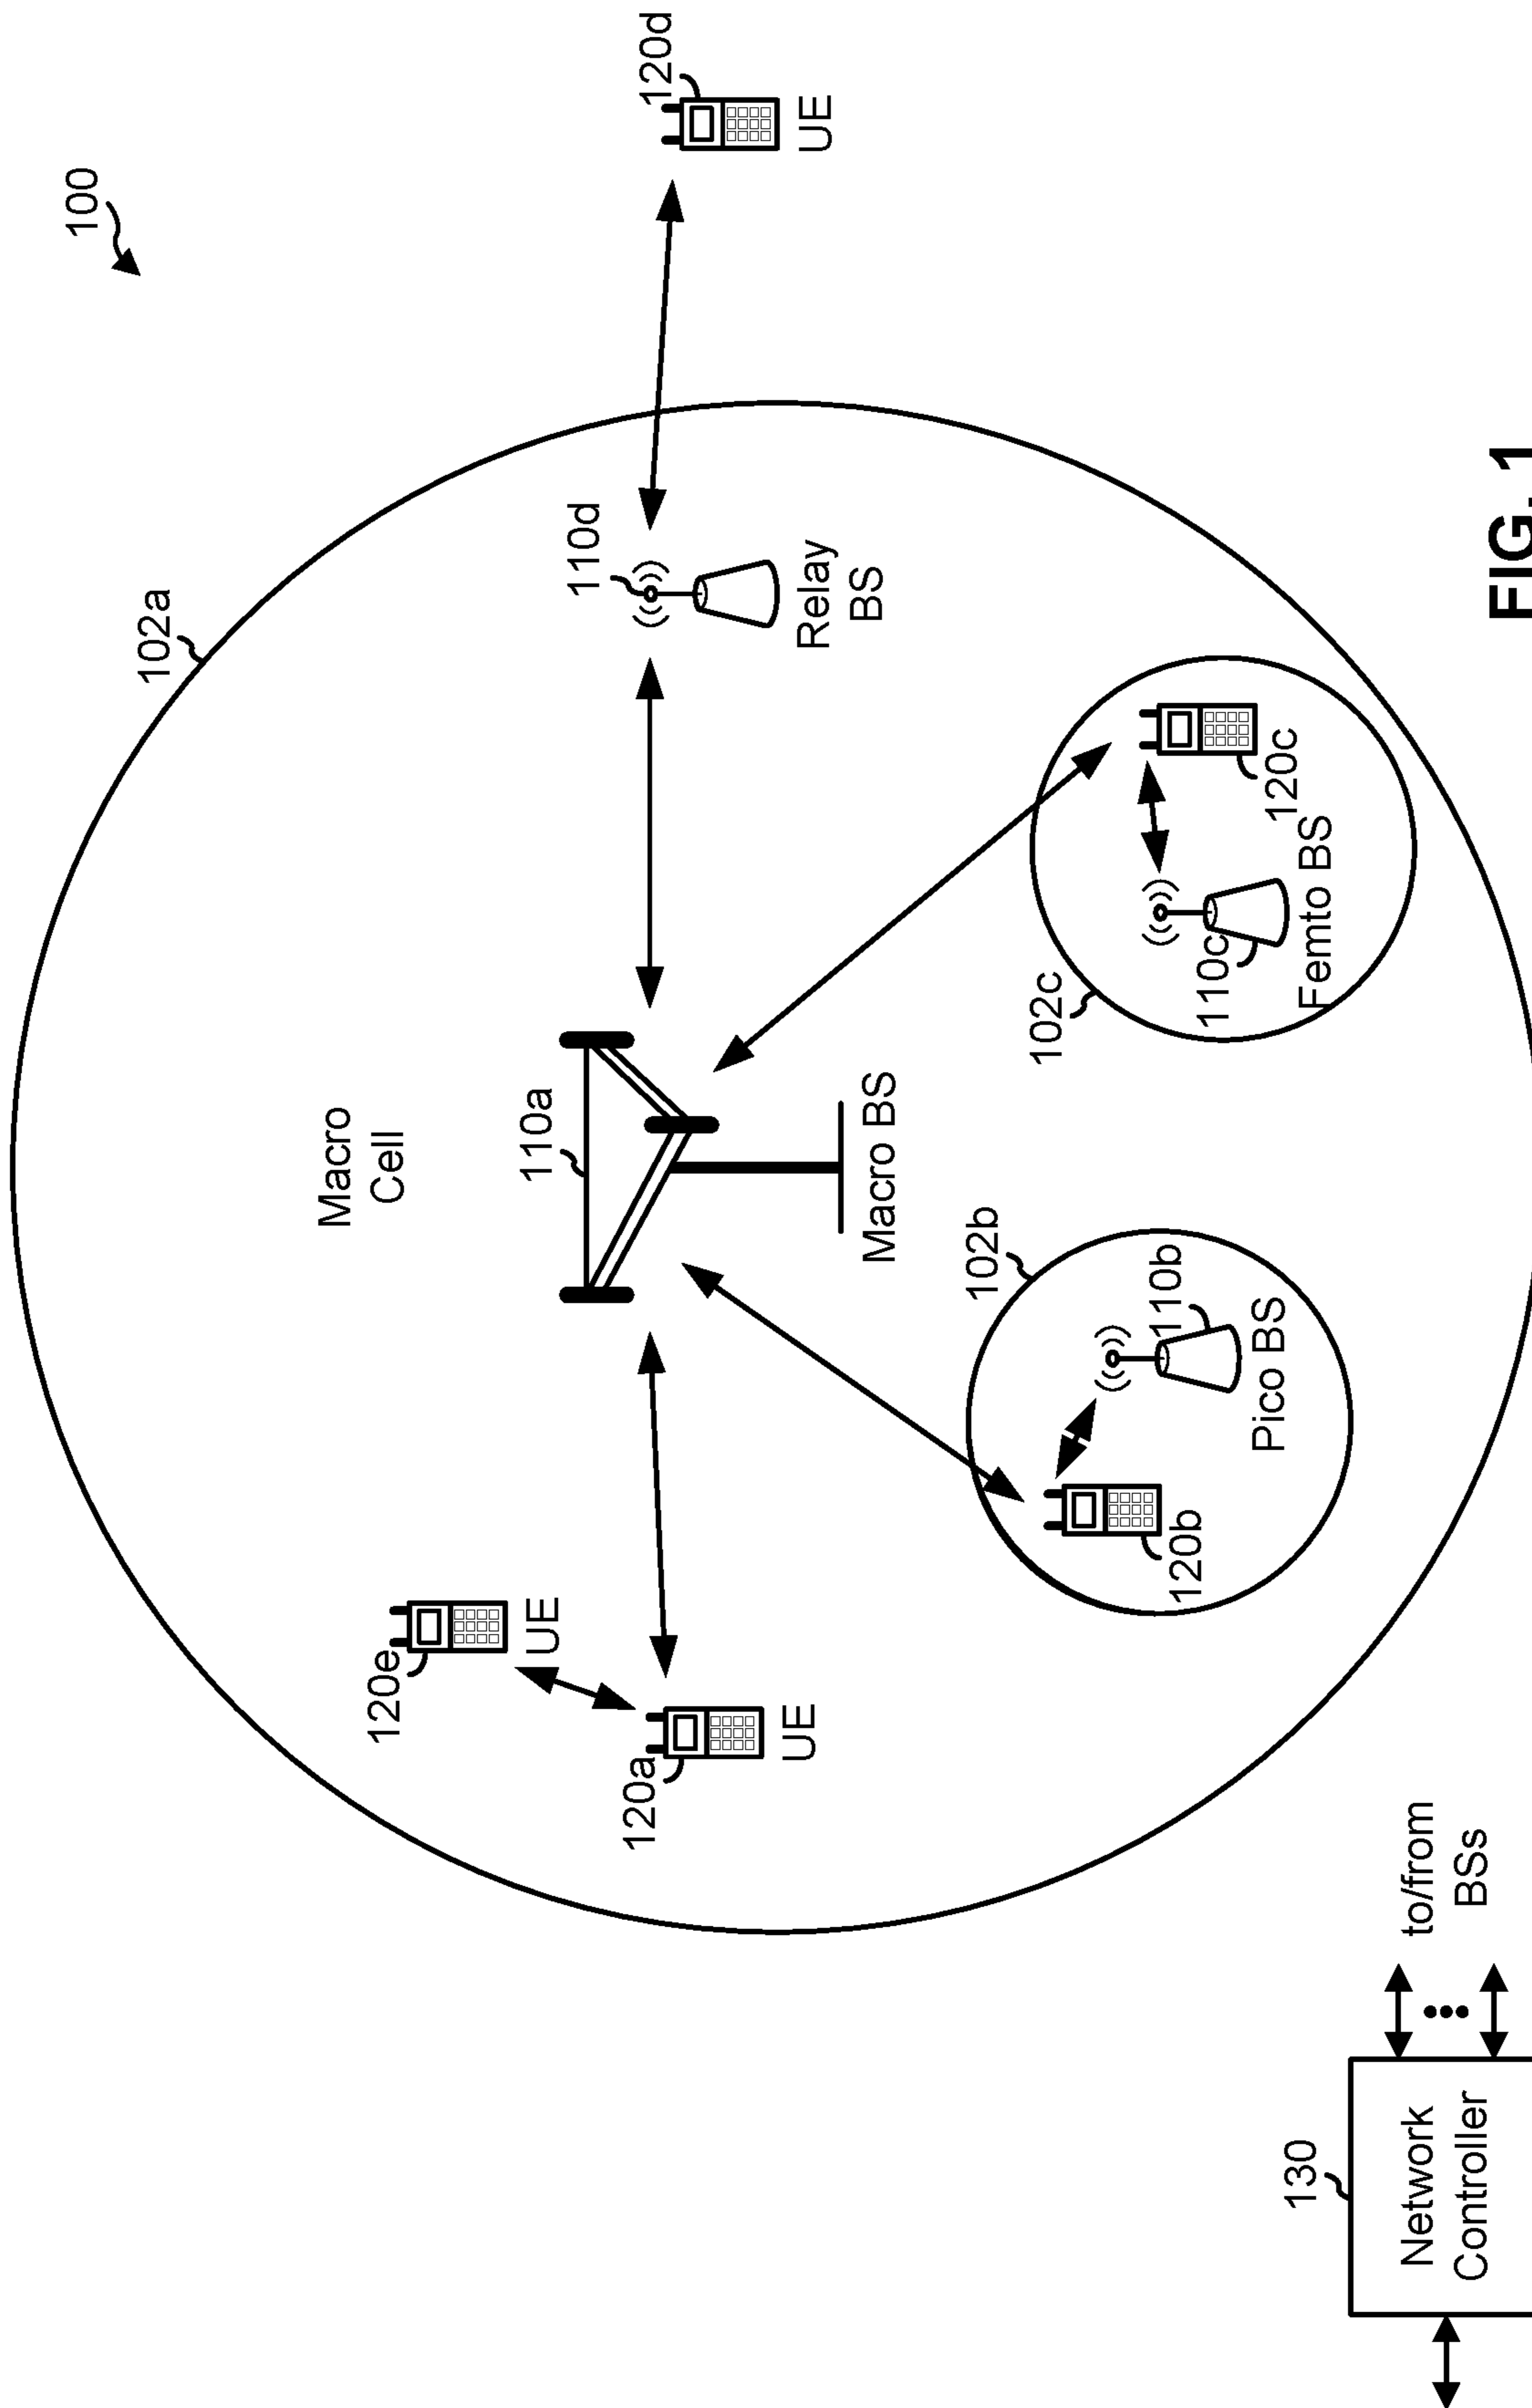 100
102a
Macro
Cell
120e
UE
110a
110d
120d
120a
UE
Macro BS
Relay
BS
UE
102b
110b
Pico BS
120b
102c
110c
120c
Femto BS
130
Network
Controller
to/from
BSs
FIG. 1